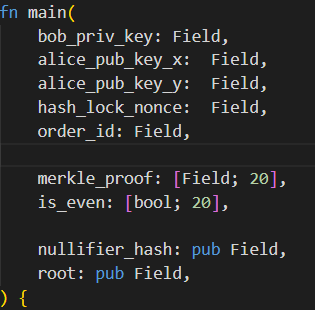 fn main(
    bob_priv_key: Field,
    alice_pub_key_x:  Field,
    alice_pub_key_y:  Field,
    hash_lock_nonce:  Field,
    order_id: Field,

    merkle_proof: [Field; 20],
    is_even: [bool; 20],

    nullifier_hash: pub Field,
    root: pub Field,
) {